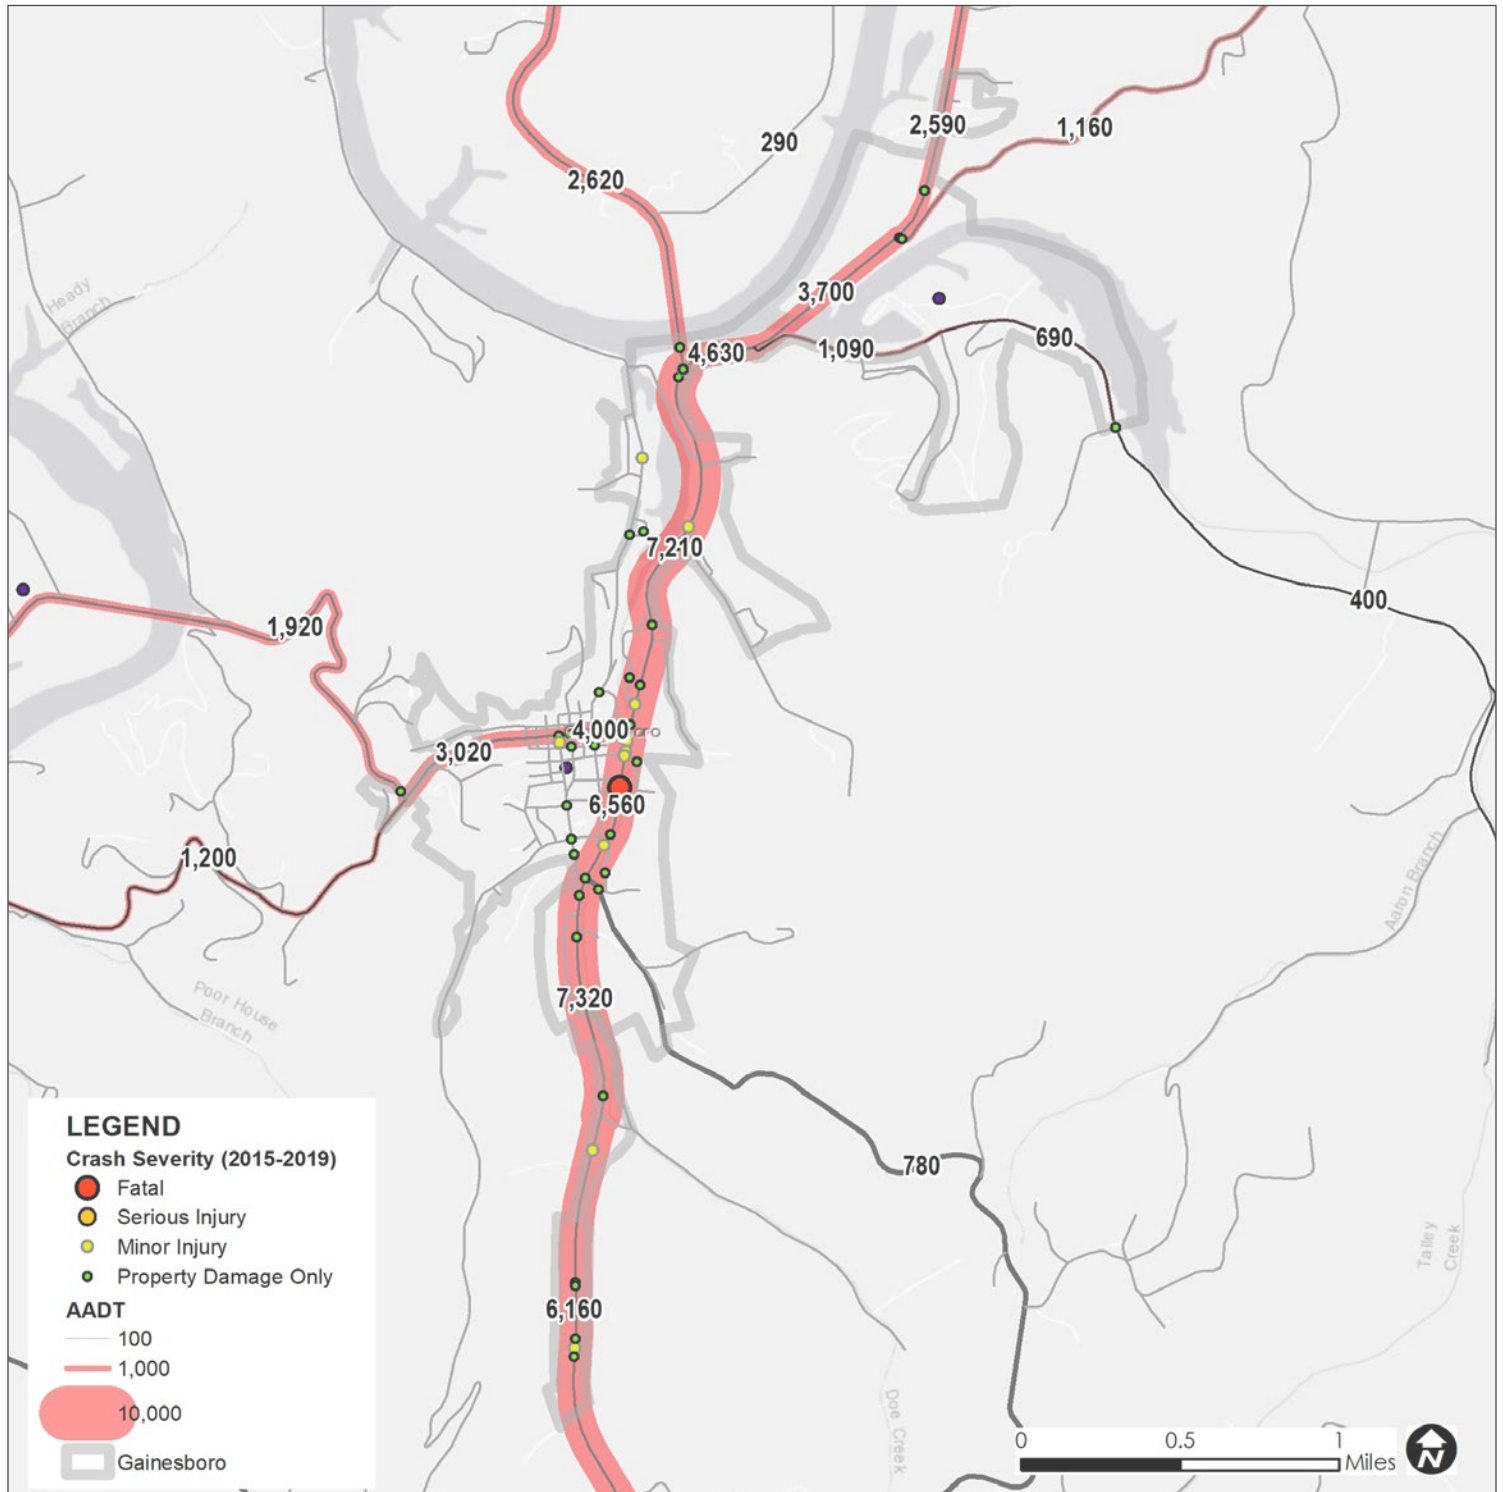 2,590
1,160
290
2,620
3,700
Heady
Branch
690
1,090
4,630
7,210
400
1,920
4,000
3,020
6,560
1,200
Aaron Branch
7,320
Poor House
Branch
780
Talley
Creek
6,160
Doe Creek
LEGEND
Crash Severity (2015-2019)
Fatal
Serious Injury
Minor Injury
Property Damage Only
AADT
100
1,000
10,000
Gainesboro
0 0.5 1
Miles
N